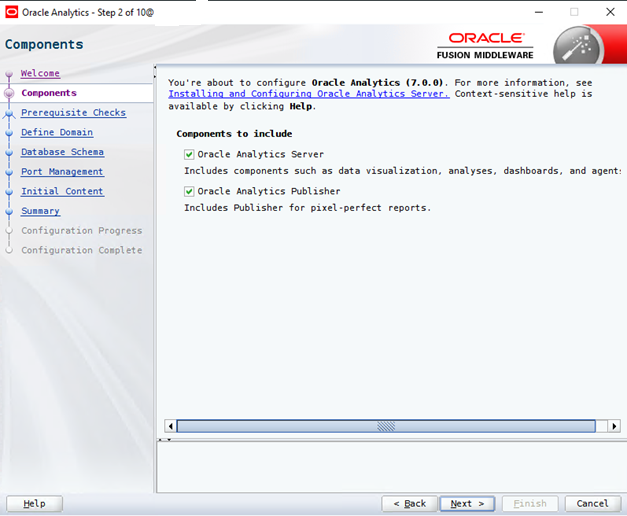 Oracle Analytics - Step 2 of 10@
Components
ORACLE
FUSION MIDDLEWARE
Welcome
Components
Prerequisite Checks
Define Domain
Database Schema
Port Management
Initial Content
Summary
Configuration Progress
Configuration Complete
You're about to configure Oracle Analytics (7.0.0). For more information, see
Installing and Configuring Oracle Analytics Server. Context-sensitive help is
available by clicking Help.
Components to include
Oracle Analytics Server
Includes components such as data visualization, analyses, dashboards, and agents
Oracle Analytics Publisher
Includes Publisher for pixel-perfect reports.
Help
< Back
Next >
Finish
Cancel